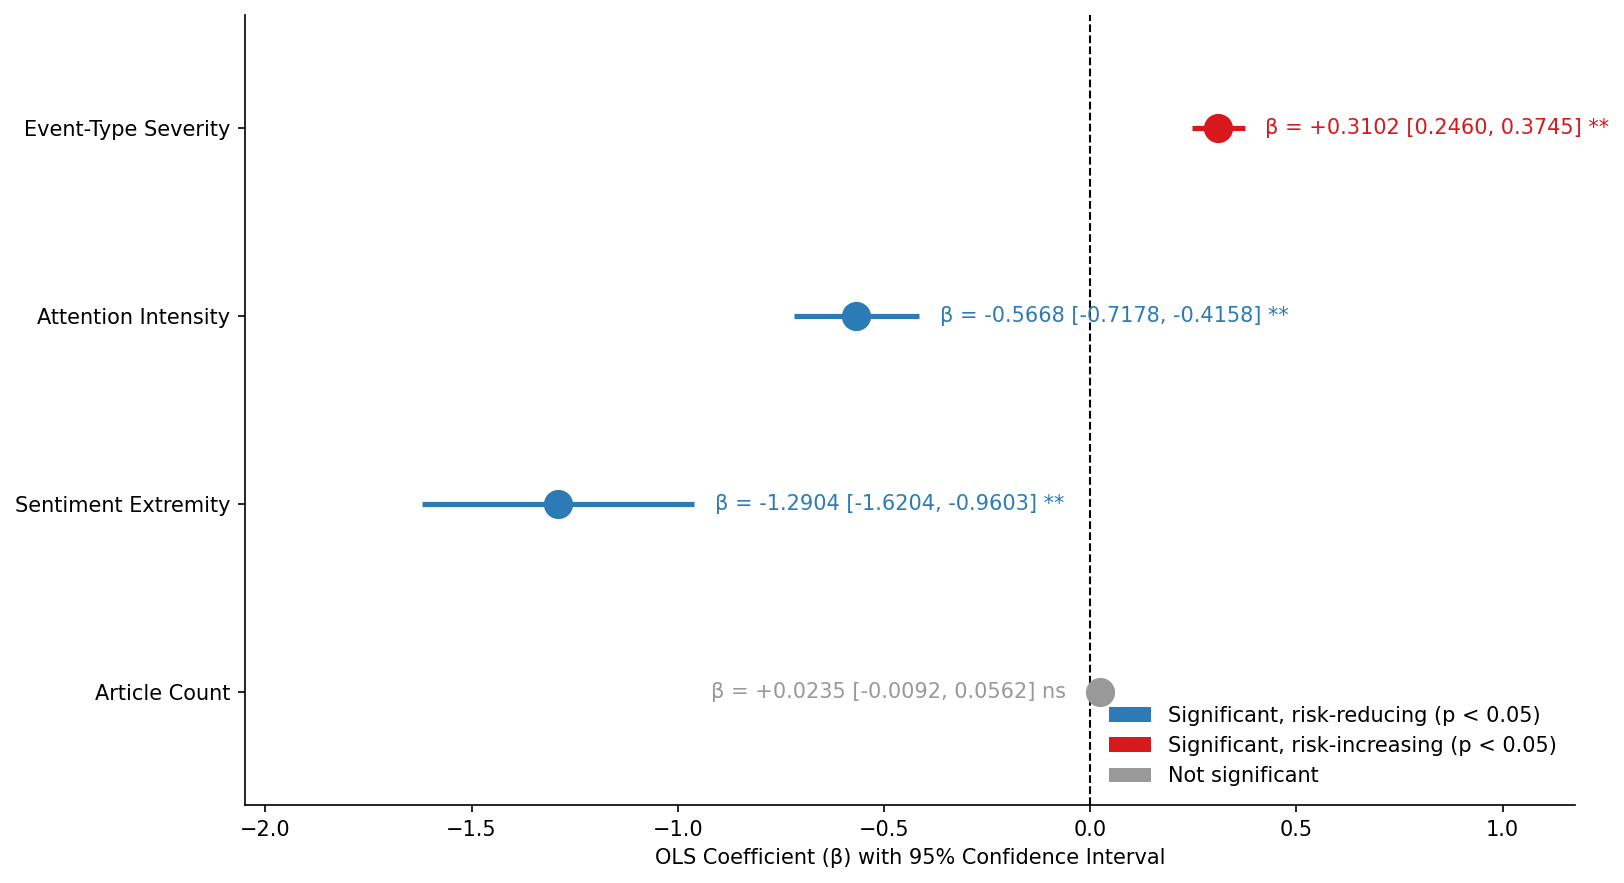 Event-Type Severity
β = +0.3102 [0.2460, 0.3745] **
Attention Intensity
β = -0.5668 [-0.7178, -0.4158] **
Sentiment Extremity
β = -1.2904 [-1.6204, -0.9603] **
Article Count
β = +0.0235 [-0.0092, 0.0562] ns
Significant, risk-reducing (p < 0.05)
Significant, risk-increasing (p < 0.05)
Not significant
−2.0 −1.5 −1.0 −0.5 0.0 0.5 1.0
OLS Coefficient (β) with 95% Confidence Interval